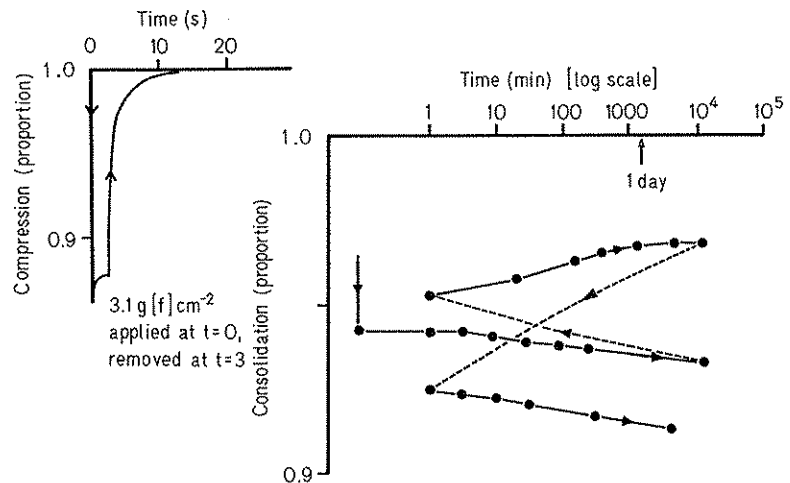 Time (s)
0 10 20
1.0
0.9
Compression (proportion)
3.1 g [f] cm⁻²
applied at t=0,
removed at t=3
Time (min) [log scale]
1 10 100 1000 10⁴ 10⁵
1.0
1 day
0.9
Consolidation (proportion)